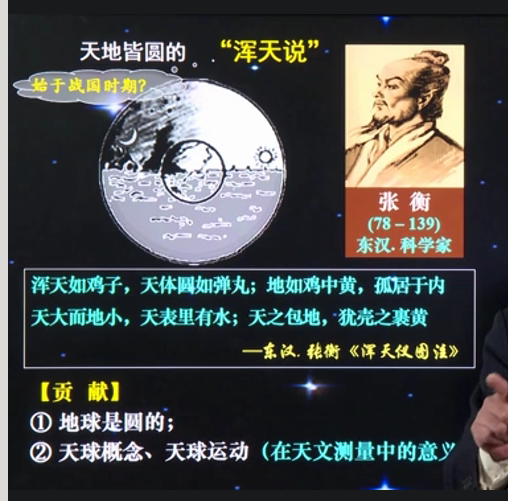 天地皆圆的 . “浑天说”
始于战国时期？
张 衡
(78 – 139)
东汉. 科学家
浑天如鸡子，天体圆如弹丸；地如鸡中黄，孤居于内
天大而地小，天表里有水；天之包地，犹壳之裹黄
—东汉. 张衡《浑天仪图注》
【贡 献】
① 地球是圆的；
② 天球概念、天球运动（在天文测量中的意义